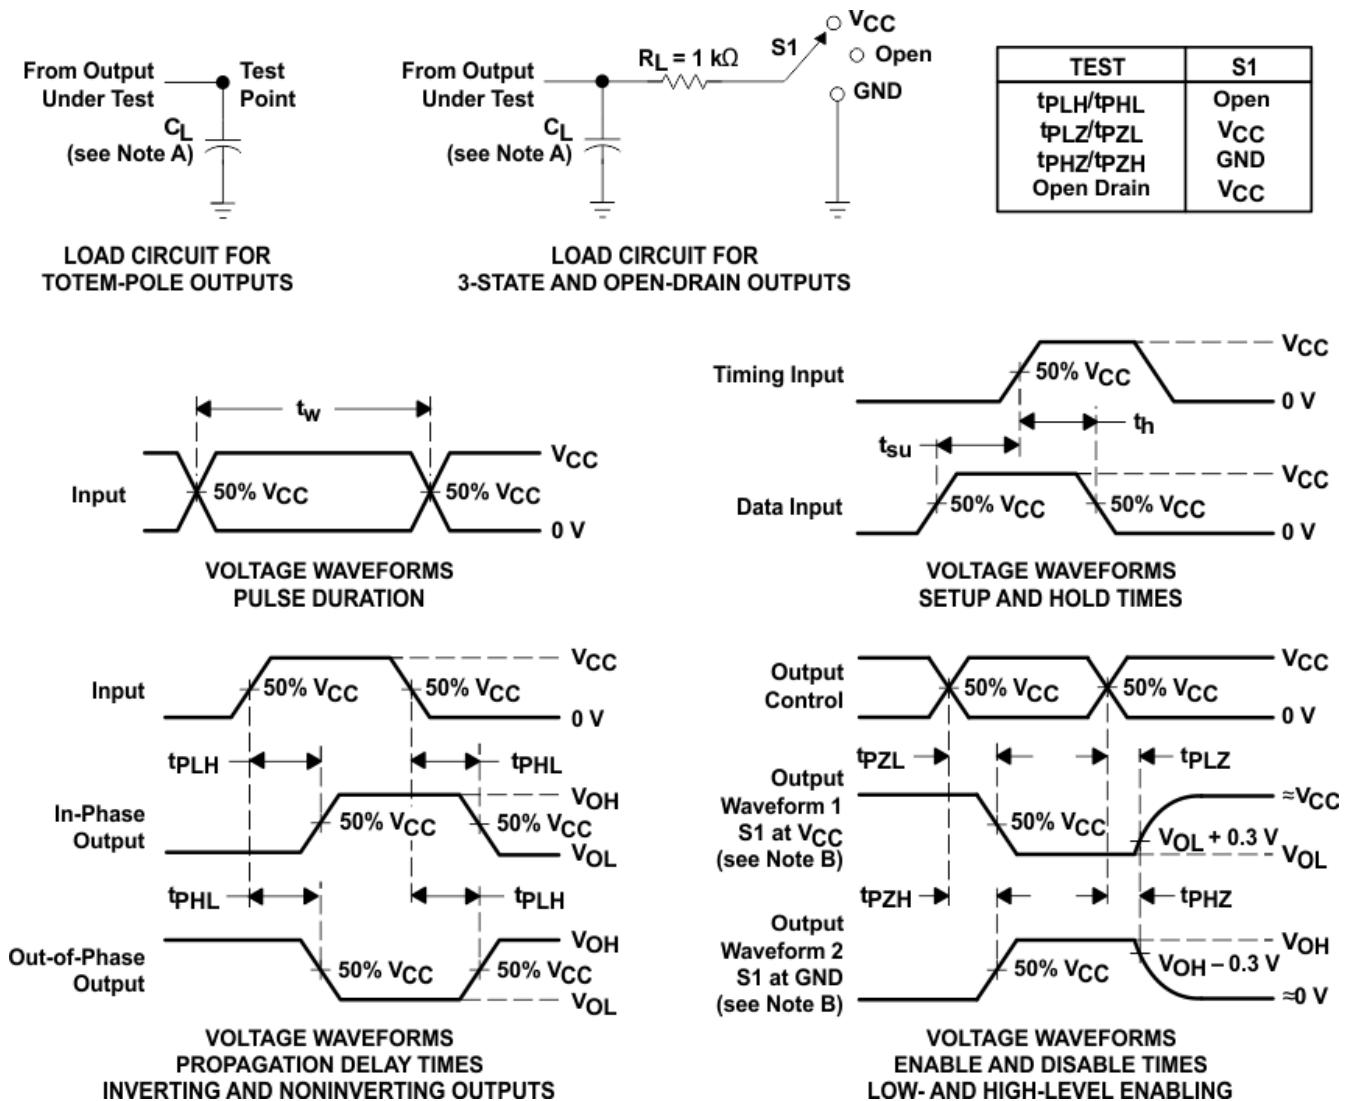 From Output
Under Test
Test
Point
CL
(see Note A)
LOAD CIRCUIT FOR
TOTEM-POLE OUTPUTS
From Output
Under Test
RL = 1 kΩ
S1
VCC
Open
GND
CL
(see Note A)
LOAD CIRCUIT FOR
3-STATE AND OPEN-DRAIN OUTPUTS
TEST S1
tPLH/tPHL Open
tPLZ/tPZL VCC
tPHZ/tPZH GND
Open Drain VCC
tw
Input
50% VCC
50% VCC
VCC
0 V
VOLTAGE WAVEFORMS
PULSE DURATION
Timing Input
50% VCC
VCC
0 V
th
tsu
Data Input
50% VCC
50% VCC
VCC
0 V
VOLTAGE WAVEFORMS
SETUP AND HOLD TIMES
Input
50% VCC
50% VCC
VCC
0 V
tPLH
tPHL
In-Phase
Output
50% VCC
50% VCC
VOH
VOL
tPHL
tPLH
Out-of-Phase
Output
50% VCC
50% VCC
VOH
VOL
VOLTAGE WAVEFORMS
PROPAGATION DELAY TIMES
INVERTING AND NONINVERTING OUTPUTS
Output
Control
50% VCC
50% VCC
VCC
0 V
tPZL
tPLZ
Output
Waveform 1
S1 at VCC
(see Note B)
50% VCC
VOL + 0.3 V
≈VCC
VOL
tPZH
tPHZ
Output
Waveform 2
S1 at GND
(see Note B)
50% VCC
VOH − 0.3 V
VOH
≈0 V
VOLTAGE WAVEFORMS
ENABLE AND DISABLE TIMES
LOW- AND HIGH-LEVEL ENABLING